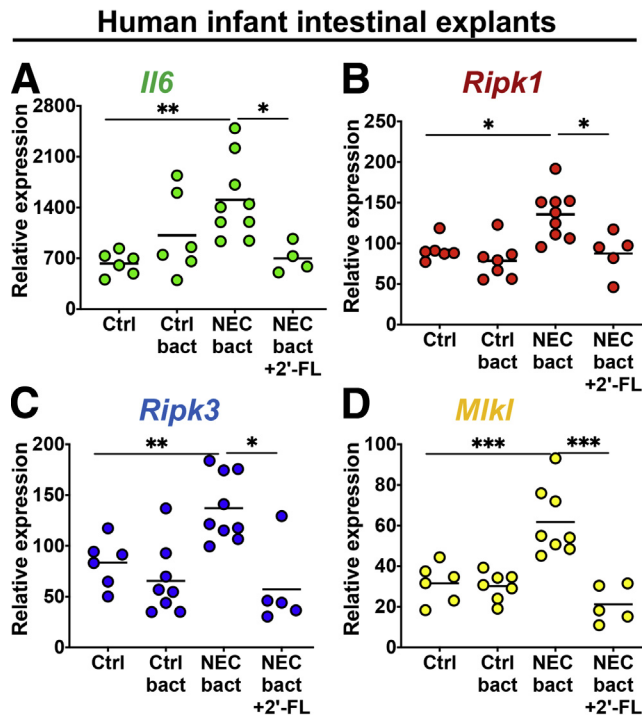 Human infant intestinal explants
A
Il6
Relative expression
2800
2100
1400
700
0
**
*
Ctrl
Ctrl
bact
NEC
bact
NEC
bact
+2'-FL
B
Ripk1
Relative expression
250
200
150
100
50
0
*
*
Ctrl
Ctrl
bact
NEC
bact
NEC
bact
+2'-FL
C
Ripk3
Relative expression
200
150
100
50
0
**
*
Ctrl
Ctrl
bact
NEC
bact
NEC
bact
+2'-FL
D
Mlkl
Relative expression
100
80
60
40
20
0
***
***
Ctrl
Ctrl
bact
NEC
bact
NEC
bact
+2'-FL